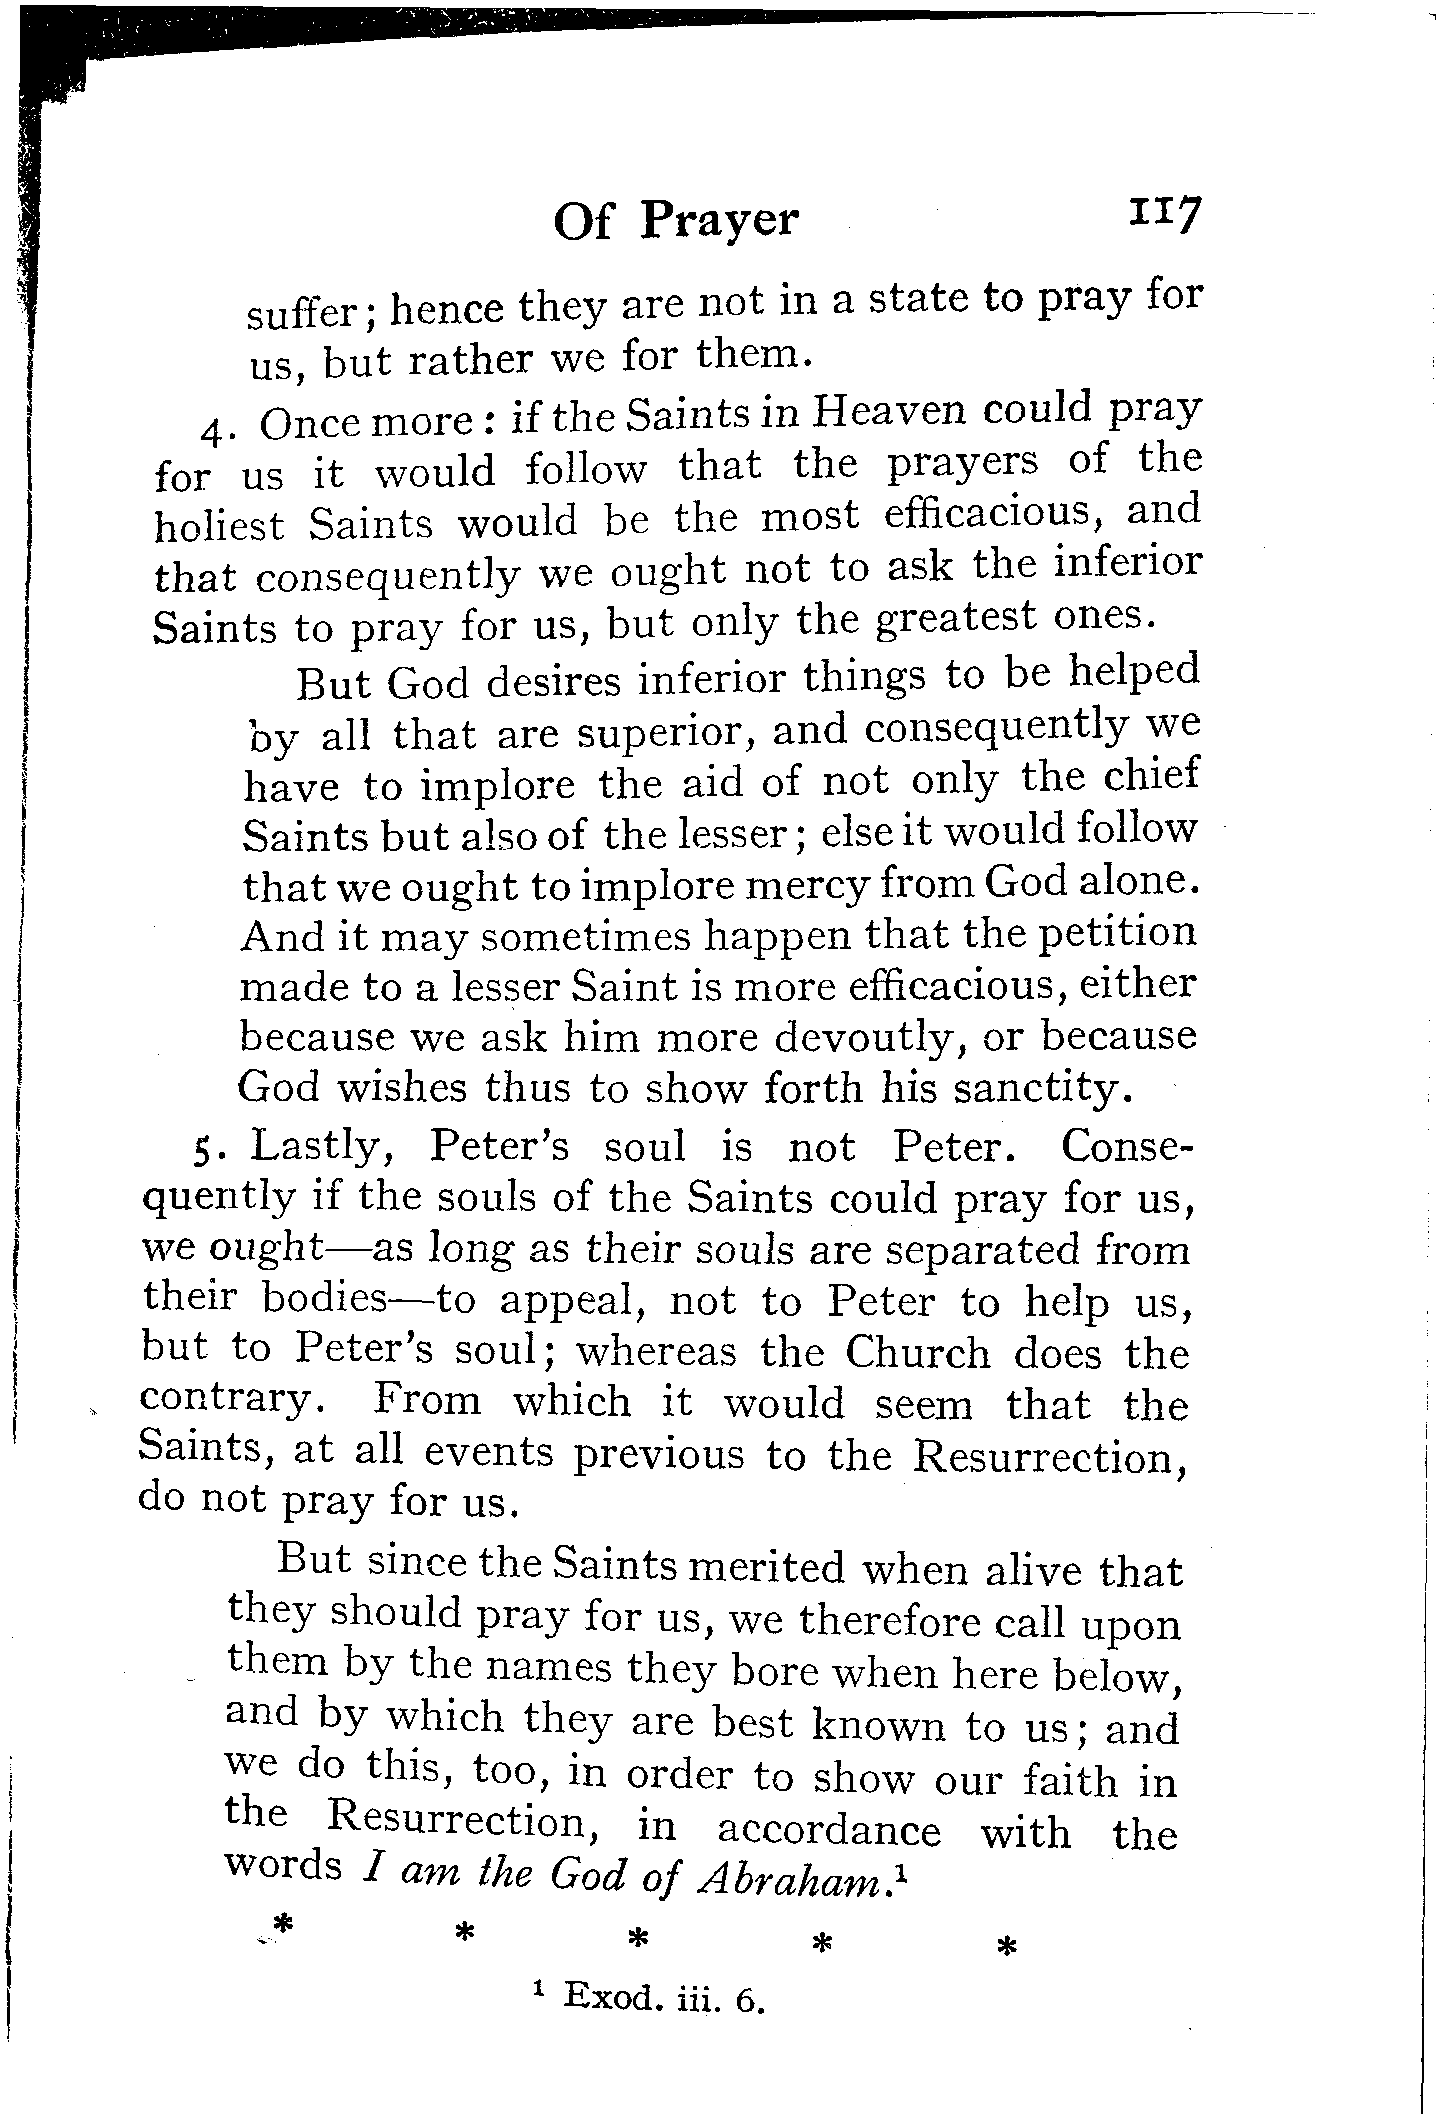 Of Prayer 117
suffer; hence they are not in a state to pray for
us, but rather we for them.
4. Once more: if the Saints in Heaven could pray
for us it would follow that the prayers of the
holiest Saints would be the most efficacious, and
that consequently we ought not to ask the inferior
Saints to pray for us, but only the greatest ones.
But God desires inferior things to be helped
by all that are superior, and consequently we
have to implore the aid of not only the chief
Saints but also of the lesser; else it would follow
that we ought to implore mercy from God alone.
And it may sometimes happen that the petition
made to a lesser Saint is more efficacious, either
because we ask him more devoutly, or because
God wishes thus to show forth his sanctity.
5. Lastly, Peter's soul is not Peter. Conse-
quently if the souls of the Saints could pray for us,
we ought—as long as their souls are separated from
their bodies—to appeal, not to Peter to help us,
but to Peter's soul; whereas the Church does the
contrary. From which it would seem that the
Saints, at all events previous to the Resurrection,
do not pray for us.
But since the Saints merited when alive that
they should pray for us, we therefore call upon
them by the names they bore when here below,
and by which they are best known to us; and
we do this, too, in order to show our faith in
the Resurrection, in accordance with the
words I am the God of Abraham.¹
* * * * *
¹ Exod. iii. 6.